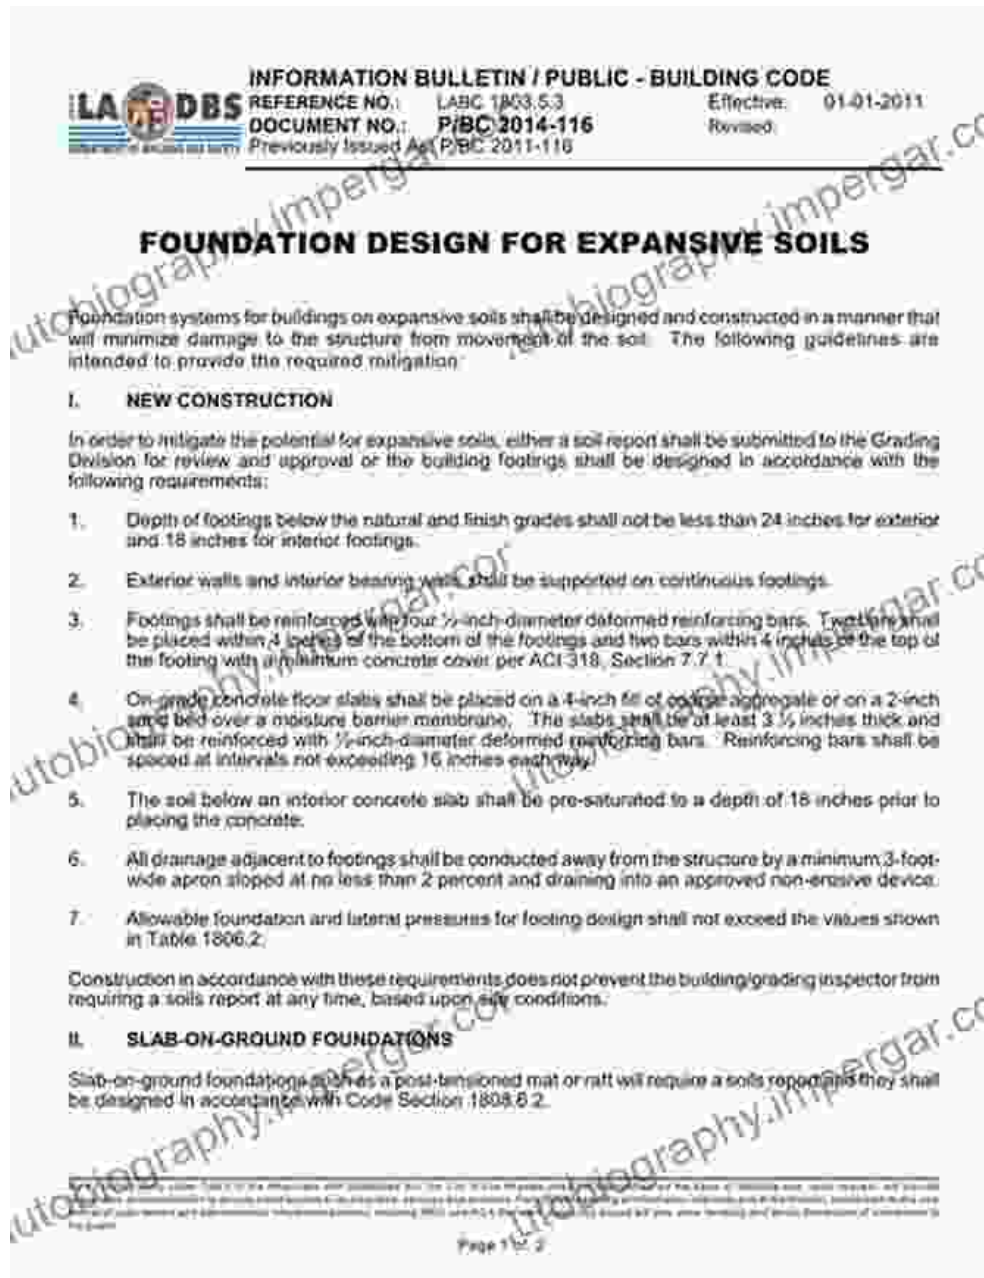 INFORMATION BULLETIN / PUBLIC - BUILDING CODE
LADBS
REFERENCE NO.: LABC 1803.5.3 Effective: 01-01-2011
DOCUMENT NO.: P/BC 2014-116 Revised:
Previously Issued As: P/BC 2011-116
FOUNDATION DESIGN FOR EXPANSIVE SOILS
Foundation systems for buildings on expansive soils shall be designed and constructed in a manner that
will minimize damage to the structure from movement of the soil. The following guidelines are
intended to provide the required mitigation:
I. NEW CONSTRUCTION
In order to mitigate the potential for expansive soils, either a soil report shall be submitted to the Grading
Division for review and approval or the building footings shall be designed in accordance with the
following requirements:
1. Depth of footings below the natural and finish grades shall not be less than 24 inches for exterior
and 18 inches for interior footings.
2. Exterior walls and interior bearing walls shall be supported on continuous footings.
3. Footings shall be reinforced with four ½-inch-diameter deformed reinforcing bars. Two bars shall
be placed within 4 inches of the bottom of the footings and two bars within 4 inches of the top of
the footing with a minimum concrete cover per ACI 318, Section 7.7.1.
4. On-grade concrete floor slabs shall be placed on a 4-inch fill of coarse aggregate or on a 2-inch
sand bed over a moisture barrier membrane. The slabs shall be at least 3 ½ inches thick and
shall be reinforced with ½-inch-diameter deformed reinforcing bars. Reinforcing bars shall be
spaced at intervals not exceeding 16 inches each way.
5. The soil below an interior concrete slab shall be pre-saturated to a depth of 18 inches prior to
placing the concrete.
6. All drainage adjacent to footings shall be conducted away from the structure by a minimum 3-foot-
wide apron sloped at no less than 2 percent and draining into an approved non-erosive device.
7. Allowable foundation and lateral pressures for footing design shall not exceed the values shown
in Table 1806.2.
Construction in accordance with these requirements does not prevent the building/grading inspector from
requiring a soils report at any time, based upon site conditions.
II. SLAB-ON-GROUND FOUNDATIONS
Slab-on-ground foundations such as a post-tensioned mat or raft will require a soils report and they shall
be designed in accordance with Code Section 1808.6.2.
Page 1 of 2
utobiography.impergar.cor
utobiography.impergar.co
utobiography.impergar.cor
utobiography.impergar.co
utobiography.impergar.cor
utobiography.impergar.co